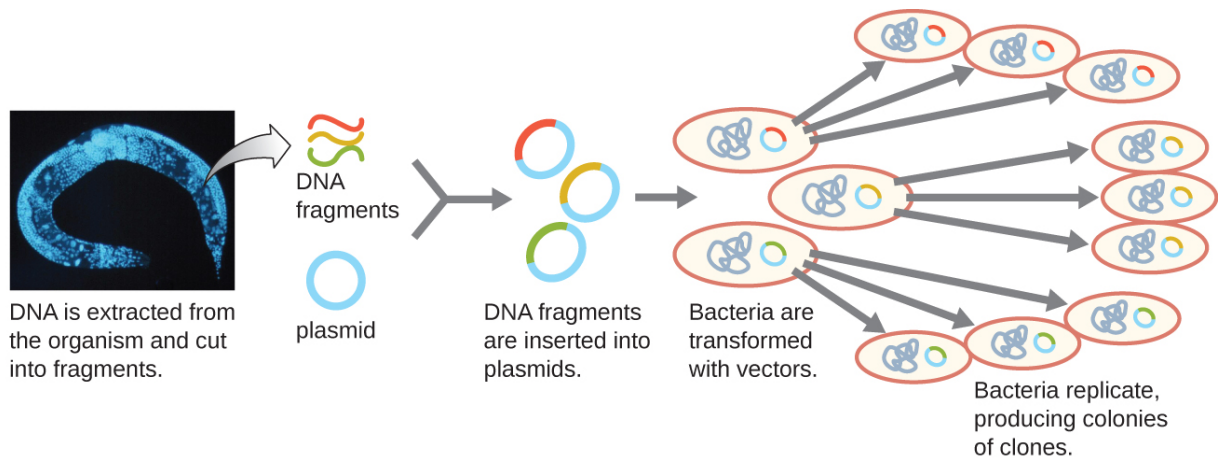 DNA
fragments
plasmid
DNA is extracted from
the organism and cut
into fragments.
DNA fragments
are inserted into
plasmids.
Bacteria are
transformed
with vectors.
Bacteria replicate,
producing colonies
of clones.